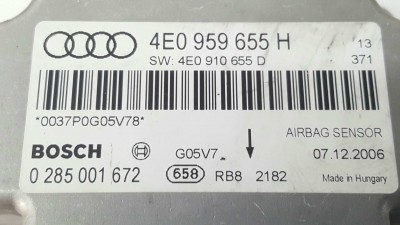 4E0 959 655 H
13
SW: 4E0 910 655 D
371
*0037P0G05V78*
AIRBAG SENSOR
BOSCH
G05V7
07.12.2006
0 285 001 672
658
RB8
2182
Made in Hungary